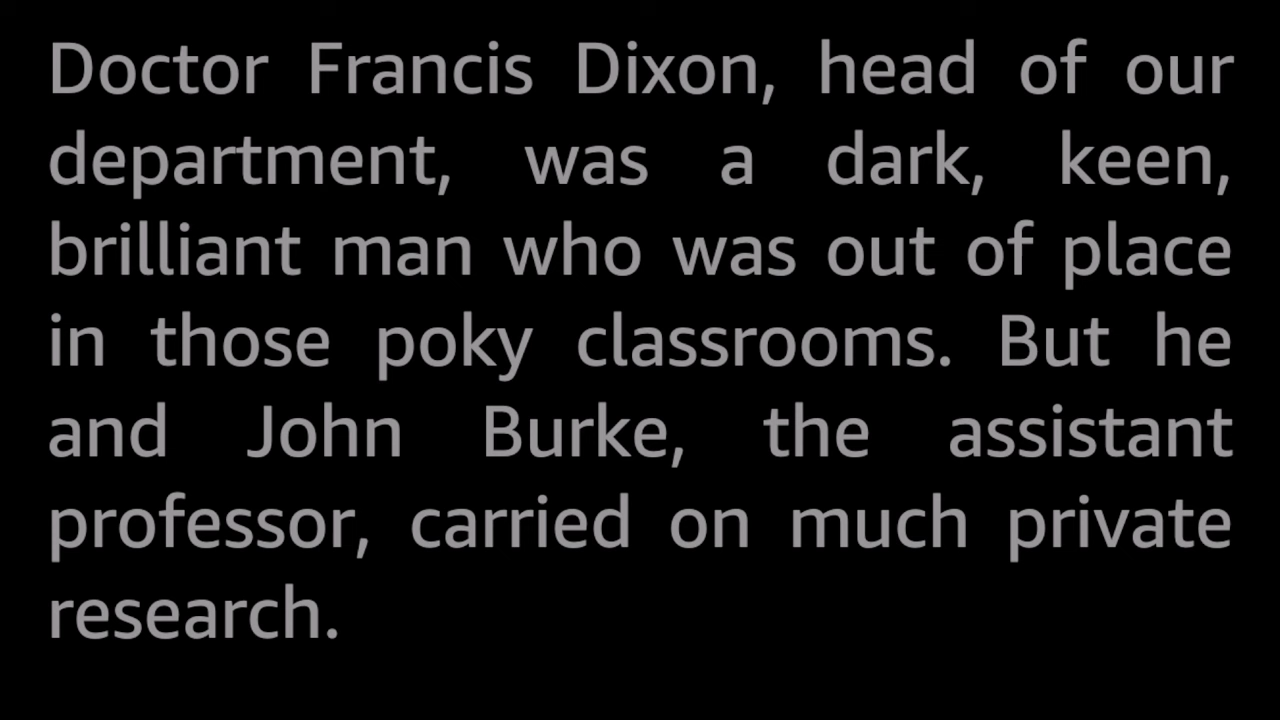 Doctor Francis Dixon, head of our
department, was a dark, keen,
brilliant man who was out of place
in those poky classrooms. But he
and John Burke, the assistant
professor, carried on much private
research.